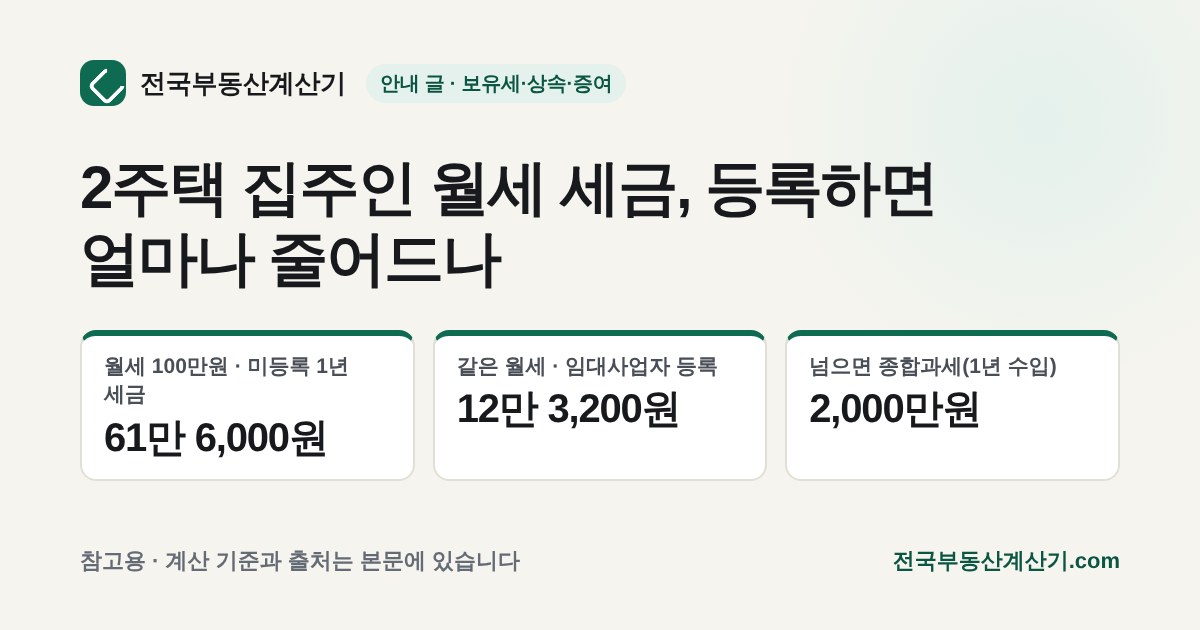 전국부동산계산기
안내 글 · 보유세·상속·증여
2주택 집주인 월세 세금, 등록하면
얼마나 줄어드나
월세 100만원 · 미등록 1년
세금
61만 6,000원
같은 월세 · 임대사업자 등록
12만 3,200원
넘으면 종합과세(1년 수입)
2,000만원
참고용 · 계산 기준과 출처는 본문에 있습니다
전국부동산계산기.com